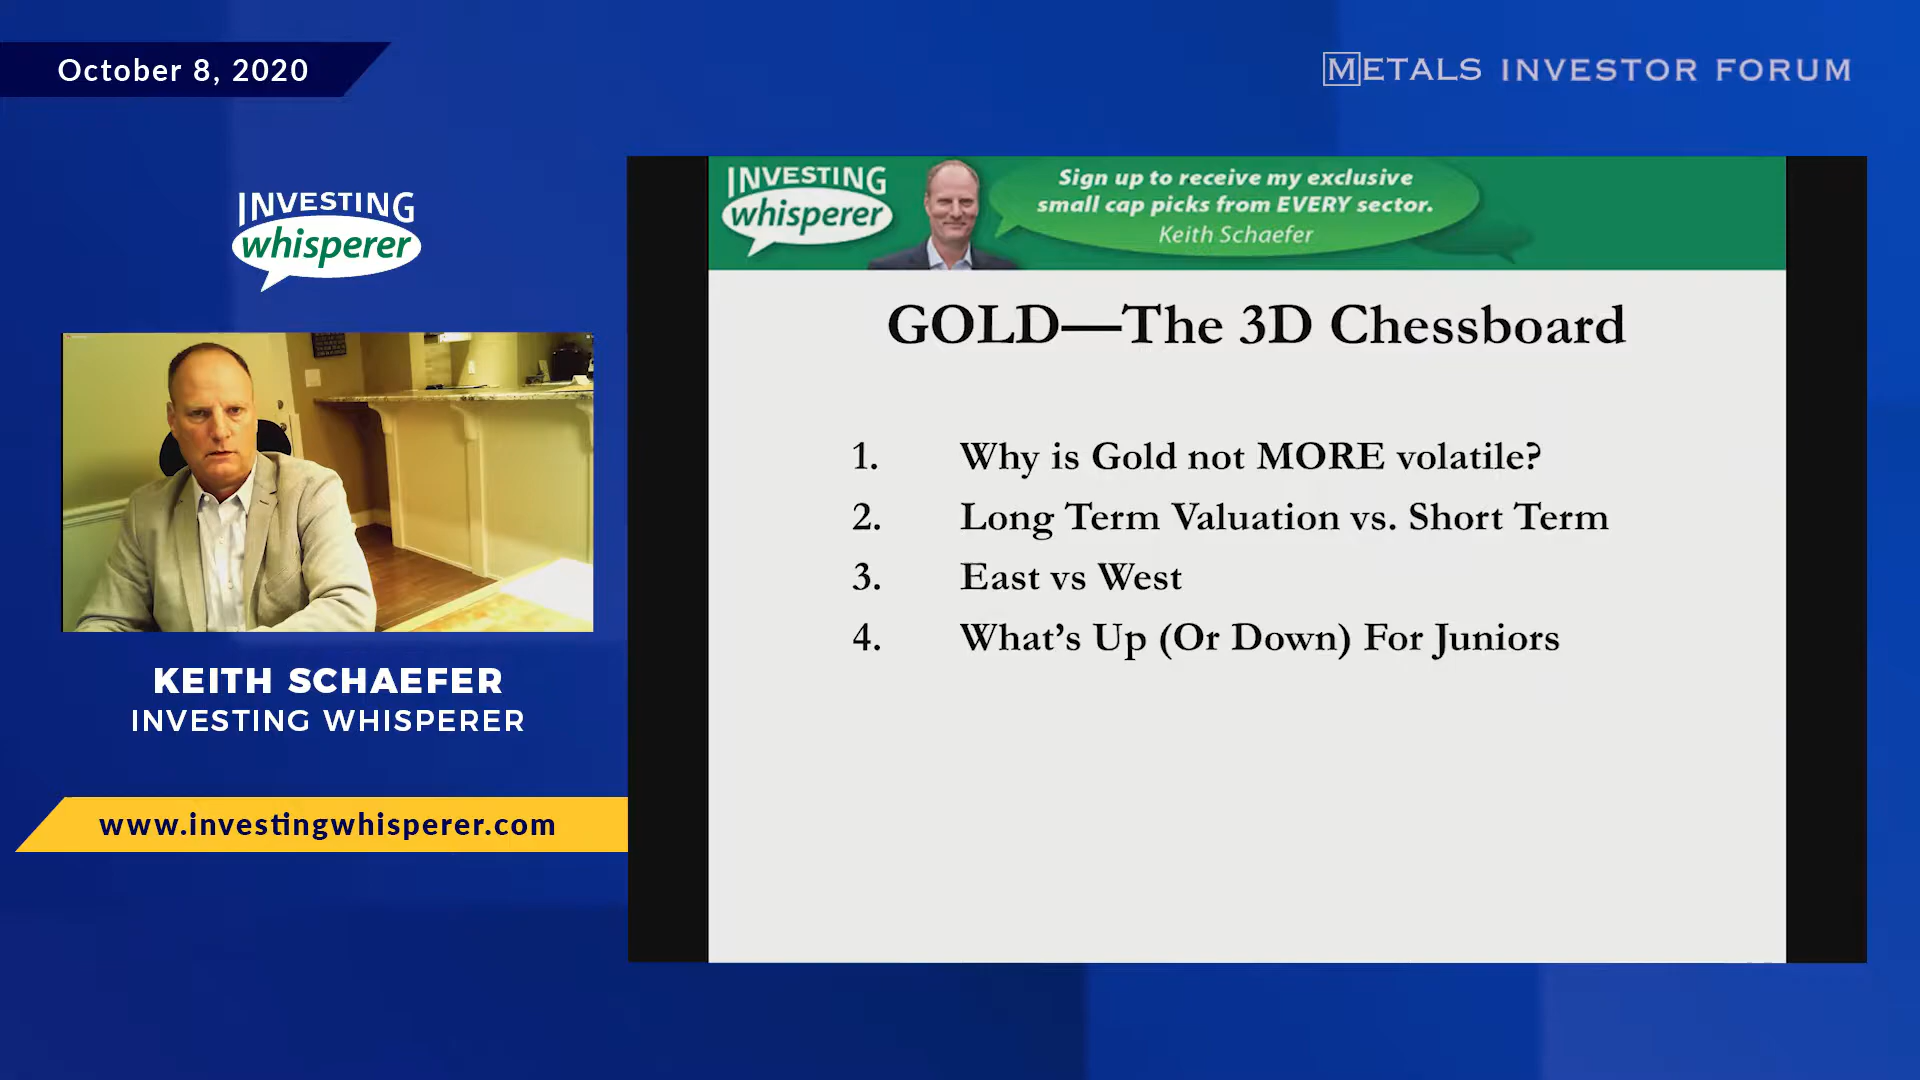 October 8, 2020
METALS INVESTOR FORUM
INVESTING
whisperer
KEITH SCHAEFER
INVESTING WHISPERER
www.investingwhisperer.com
INVESTING
whisperer
Sign up to receive my exclusive
small cap picks from EVERY sector.
Keith Schaefer
GOLD—The 3D Chessboard
1. Why is Gold not MORE volatile?
2. Long Term Valuation vs. Short Term
3. East vs West
4. What’s Up (Or Down) For Juniors